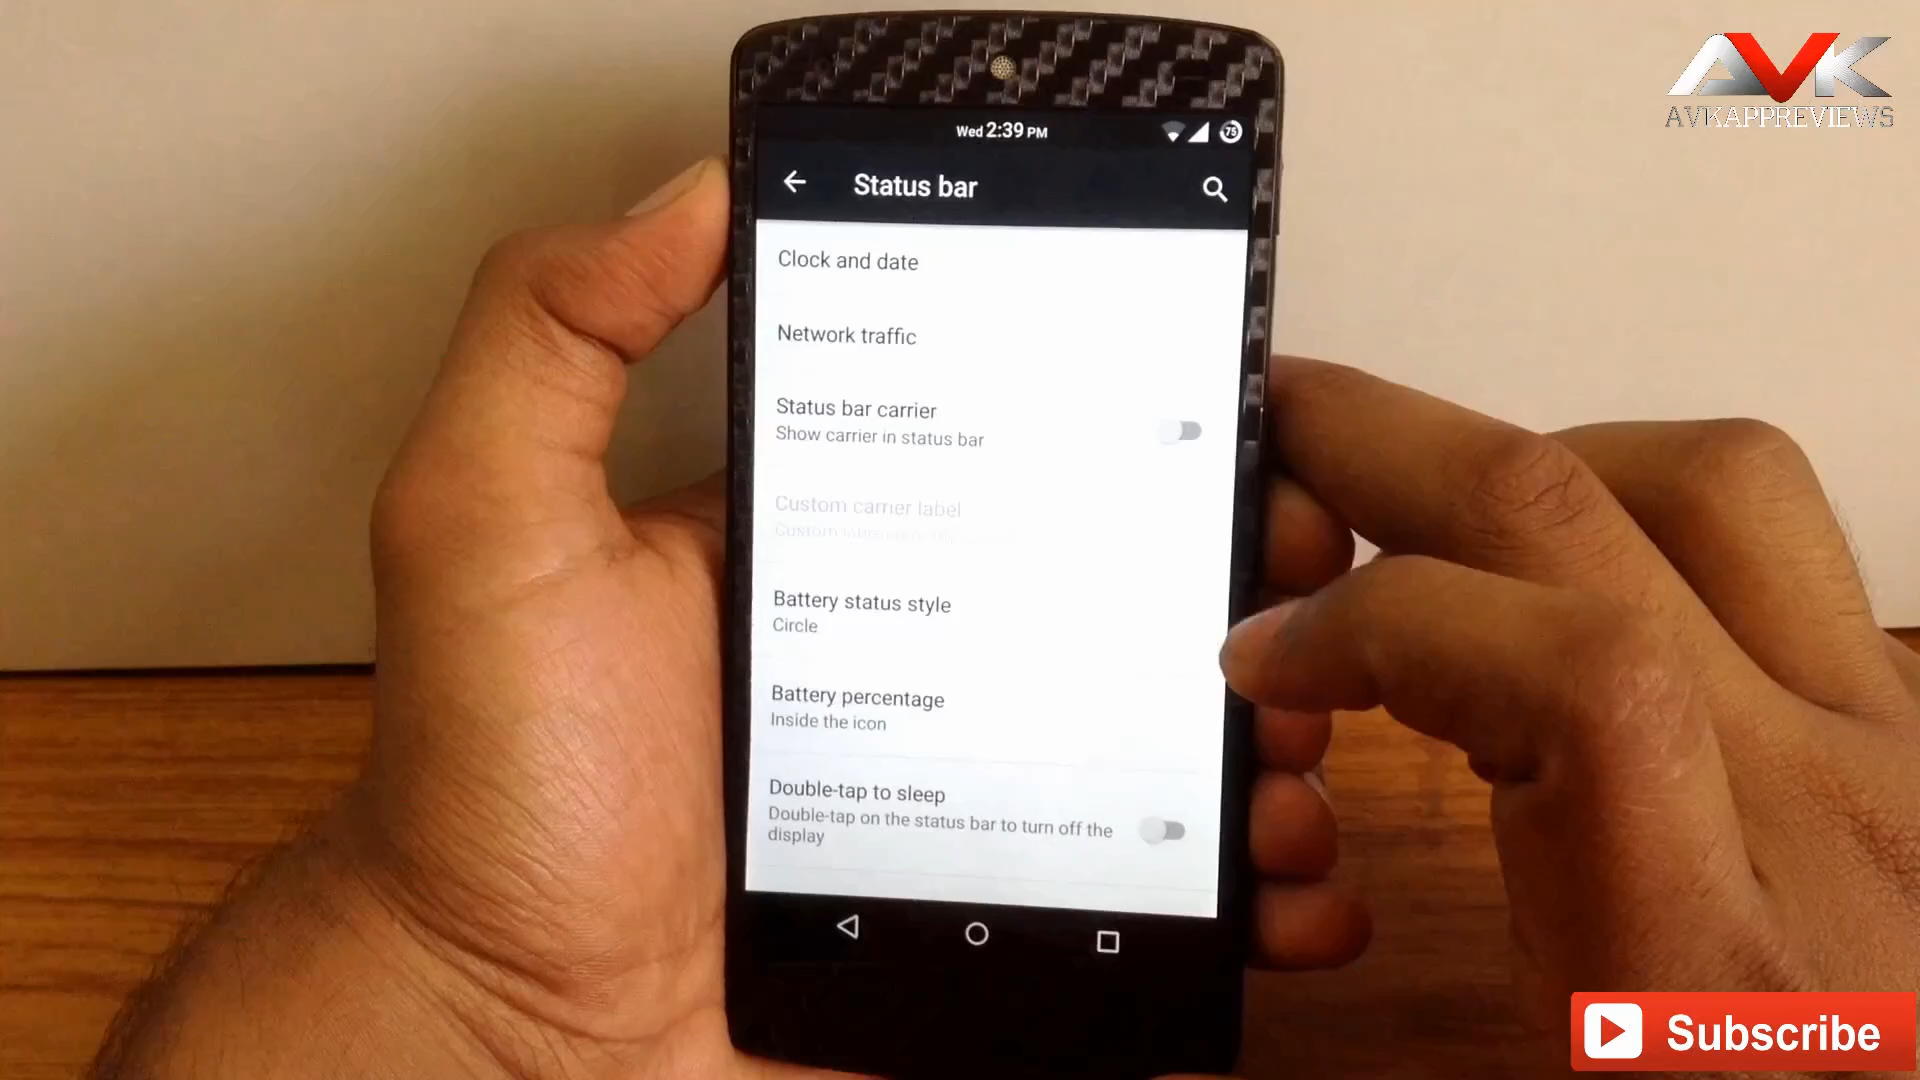 AVK
AVKAPPREVIEWS
Wed 2:39 PM
75
Status bar
Clock and date
Network traffic
Status bar carrier
Show carrier in status bar
Custom carrier label
Battery status style
Circle
Battery percentage
Inside the icon
Double-tap to sleep
Double-tap on the status bar to turn off the
display
Subscribe